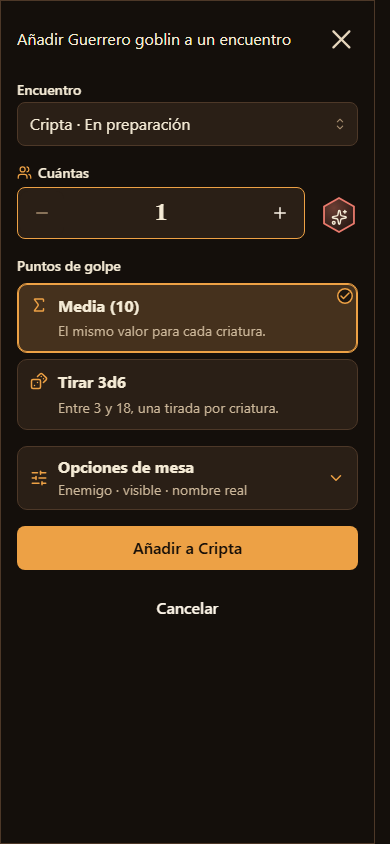 Añadir Guerrero goblin a un encuentro
Encuentro
Cripta · En preparación
Cuántas
1
Puntos de golpe
Media (10)
El mismo valor para cada criatura.
Tirar 3d6
Entre 3 y 18, una tirada por criatura.
Opciones de mesa
Enemigo · visible · nombre real
Añadir a Cripta
Cancelar